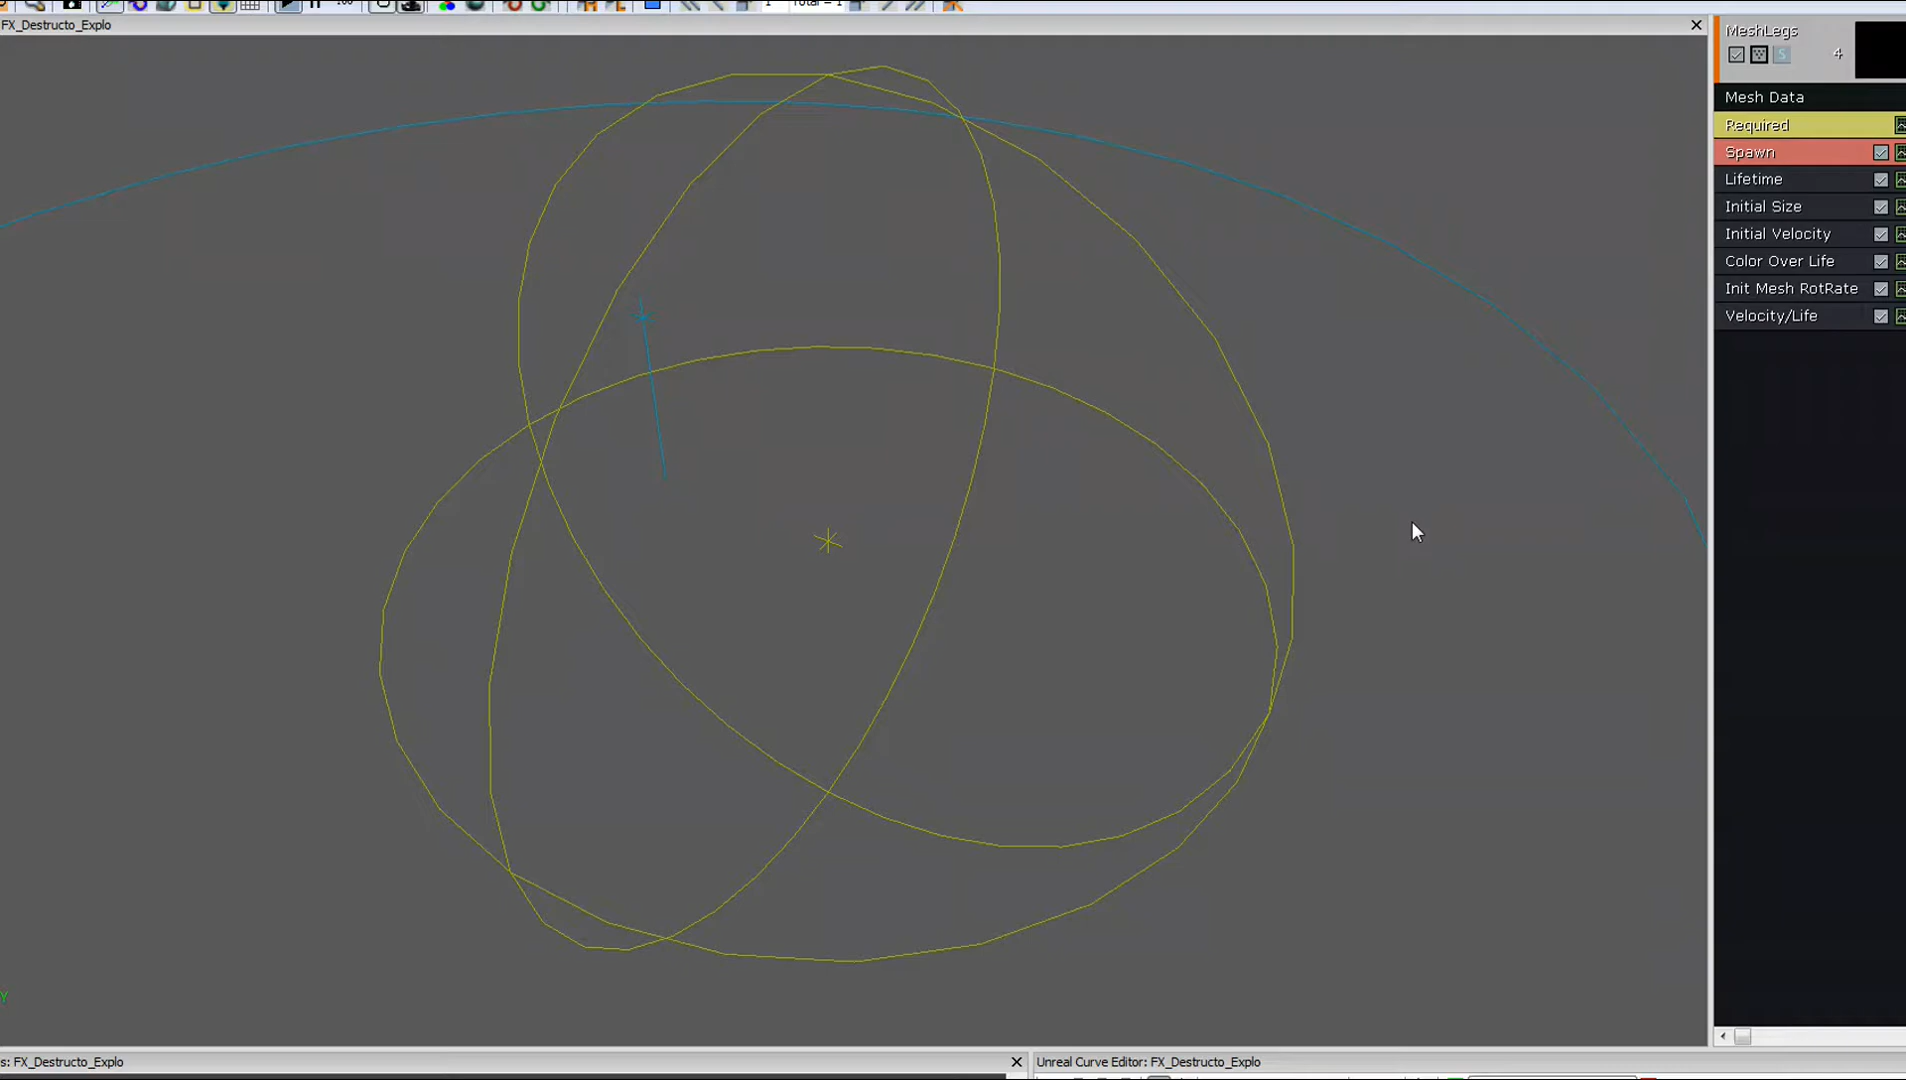 FX_Destructo_Explo
MeshLegs
S
4
Mesh Data
Required
Spawn
Lifetime
Initial Size
Initial Velocity
Color Over Life
Init Mesh RotRate
Velocity/Life
Y
s: FX_Destructo_Explo
Unreal Curve Editor: FX_Destructo_Explo